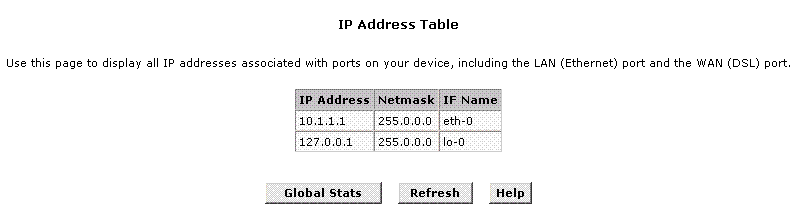 IP Address Table
Use this page to display all IP addresses associated with ports on your device, including the LAN (Ethernet) port and the WAN (DSL) port.
IP Address Netmask IF Name
10.1.1.1 255.0.0.0 eth-0
127.0.0.1 255.0.0.0 lo-0
Global Stats Refresh Help